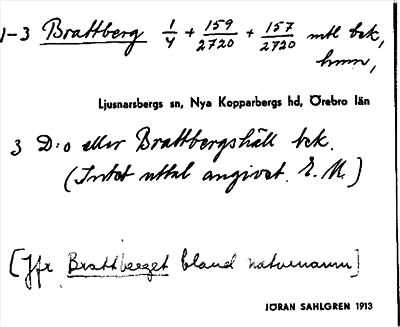 1-3 Brattberg 1/4 + 159/2720 + 157/2720 mtl bek,
hmn,
Ljusnarsbergs sn, Nya Kopparbergs hd, Örebro län
3 D:o eller Brattbergshäll bek.
(Intet uttal angivet. E. M.)
[Jfr Brattberget bland naturnamn]
JÖRAN SAHLGREN 1913